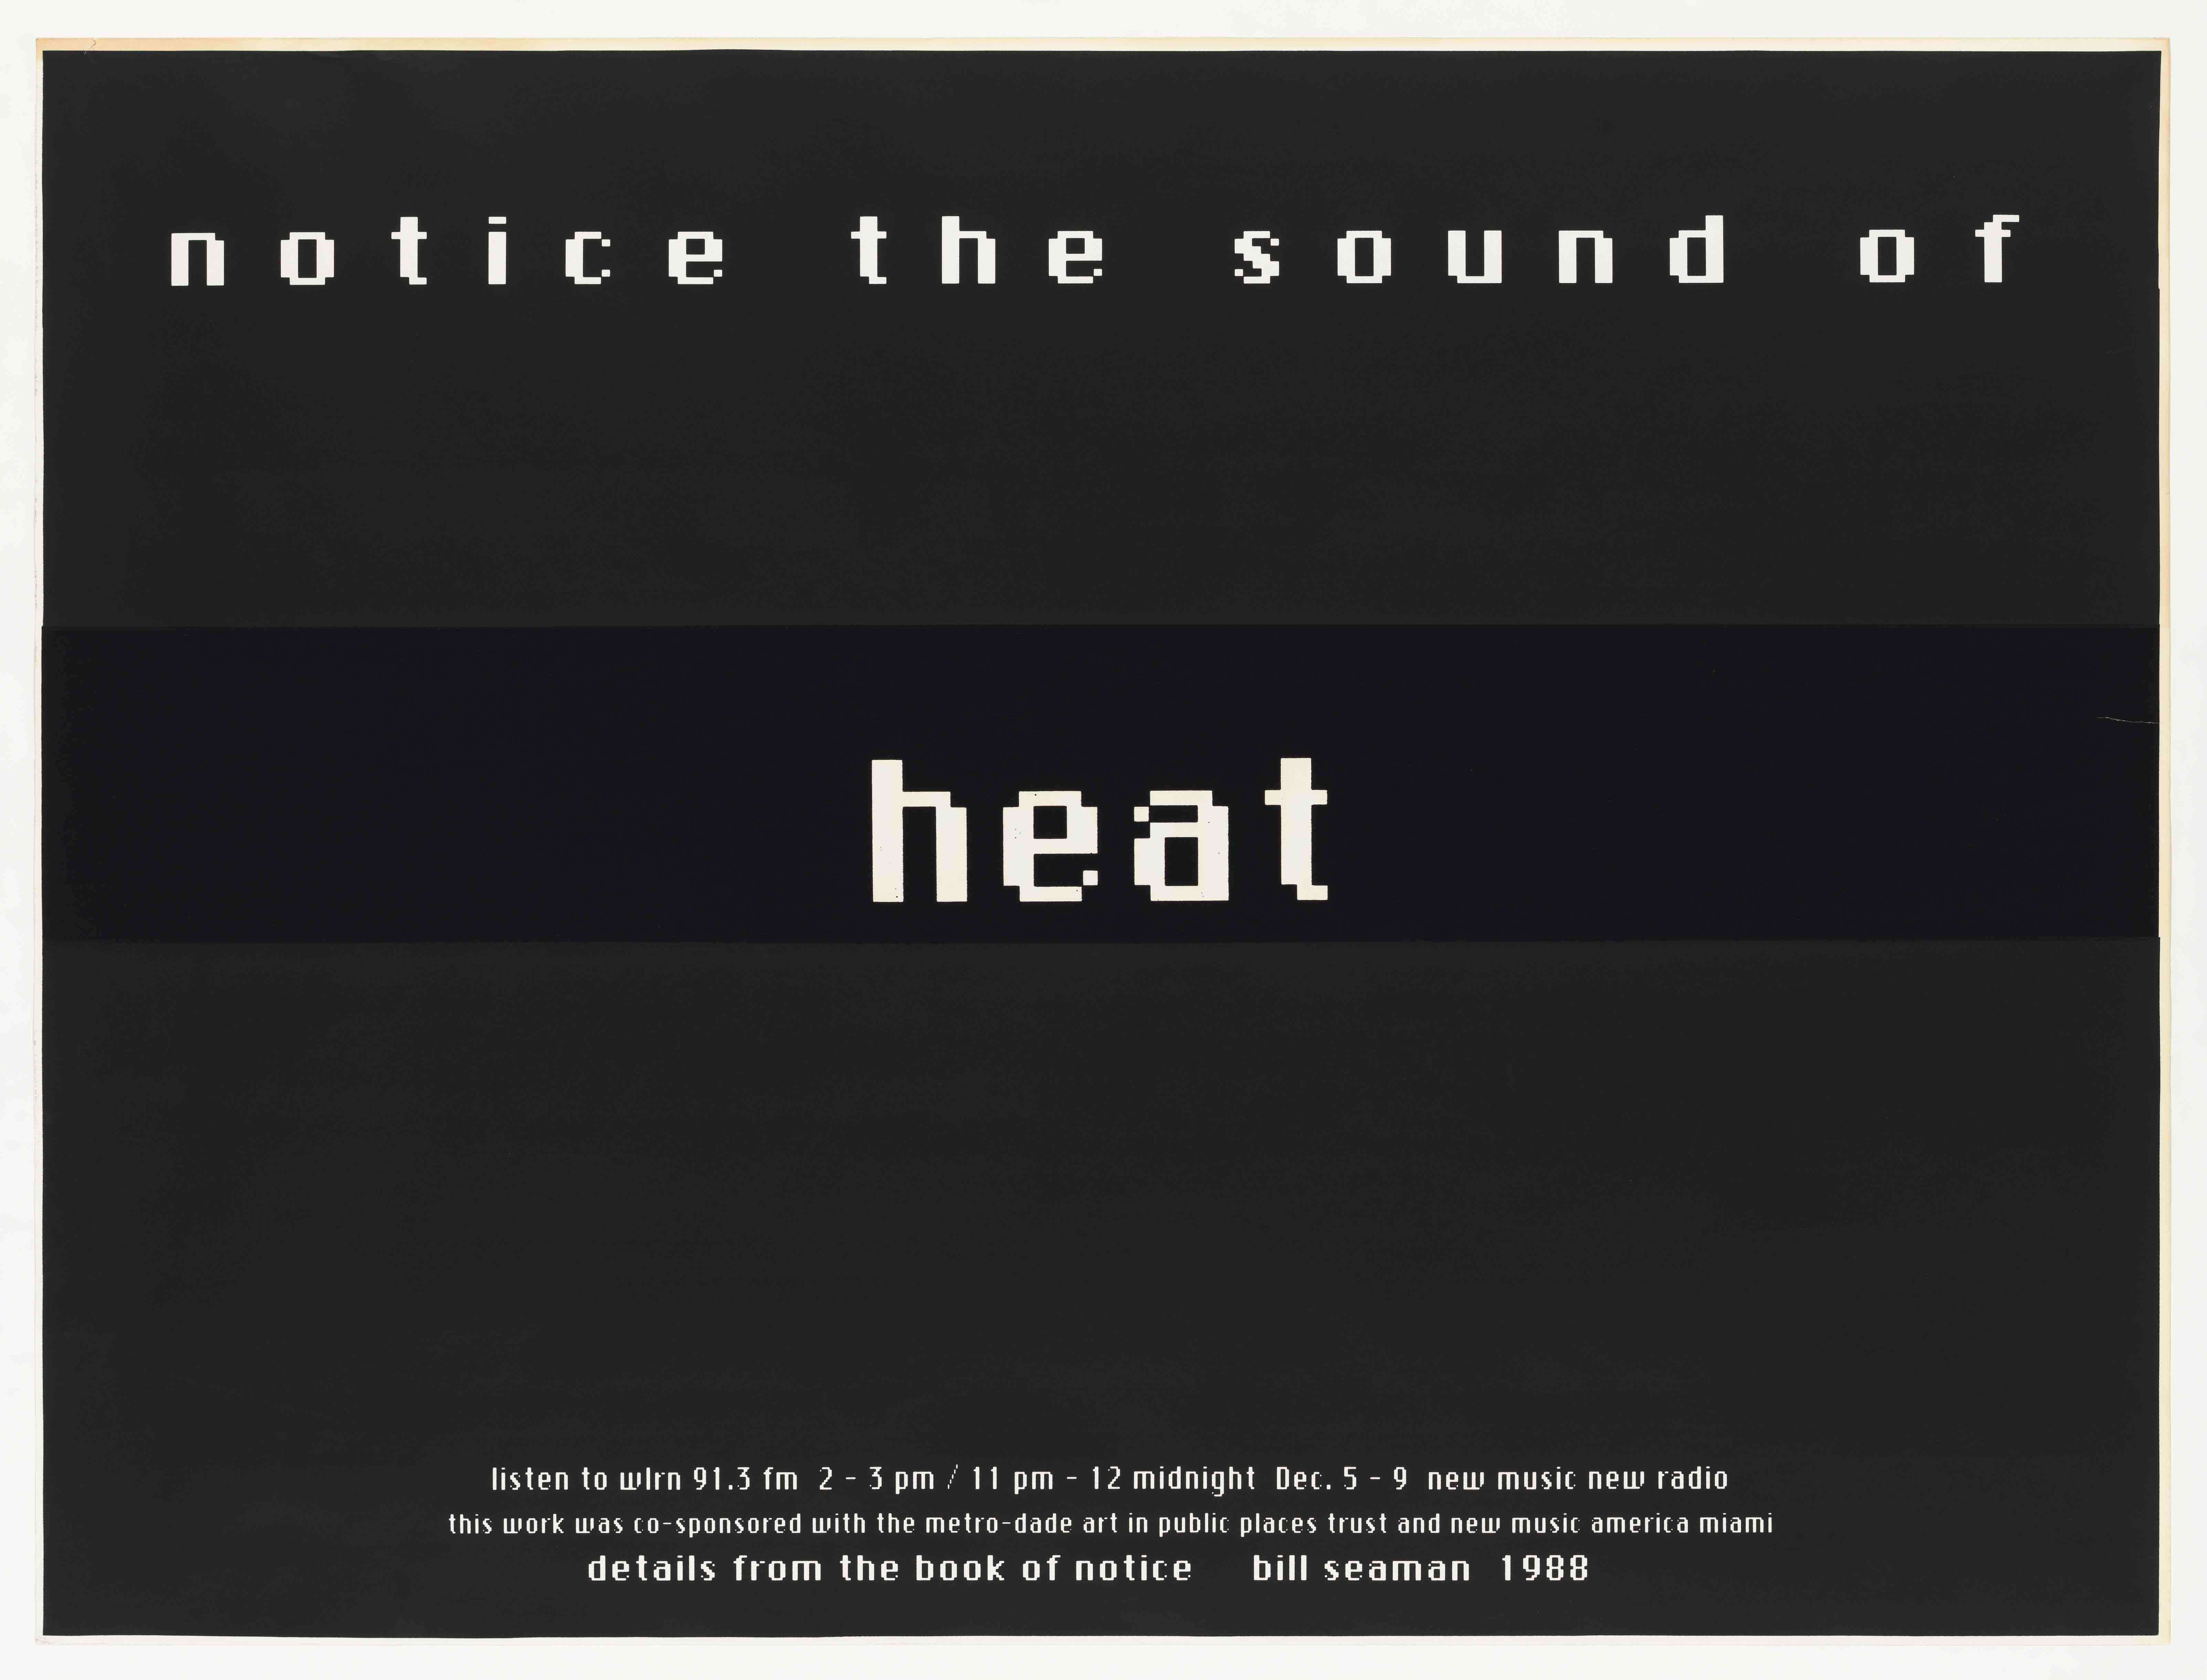 notice the sound of
heat
listen to wlrn 91.3 fm 2 - 3 pm / 11 pm - 12 midnight Dec. 5 - 9 new music new radio
this work was co-sponsored with the metro-dade art in public places trust and new music america miami
details from the book of notice bill seaman 1988